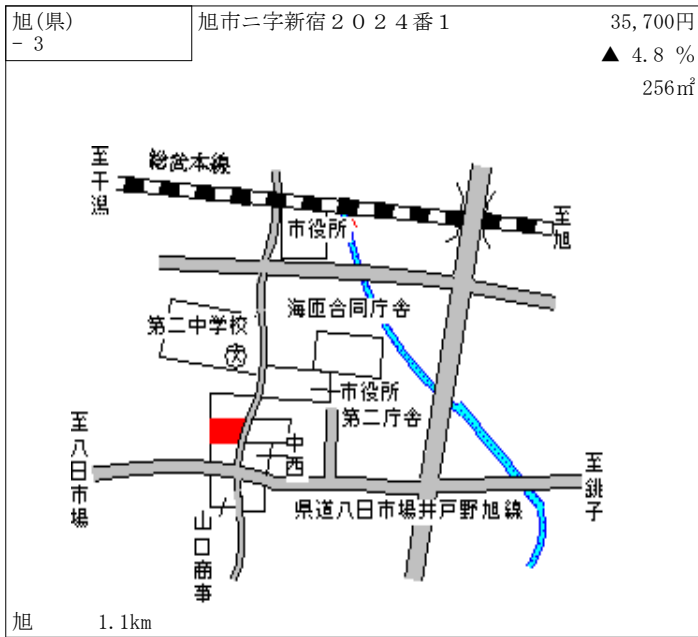 旭(県)
- 3
旭市ニ字新宿２０２４番１
35,700円
▲ 4.8 %
256㎡
至干潟
総武本線
至旭
市役所
海匝合同庁舎
第二中学校
文
市役所
第二庁舎
至八日市場
中西
至銚子
県道八日市場井戸野旭線
山口商事
旭 1.1km